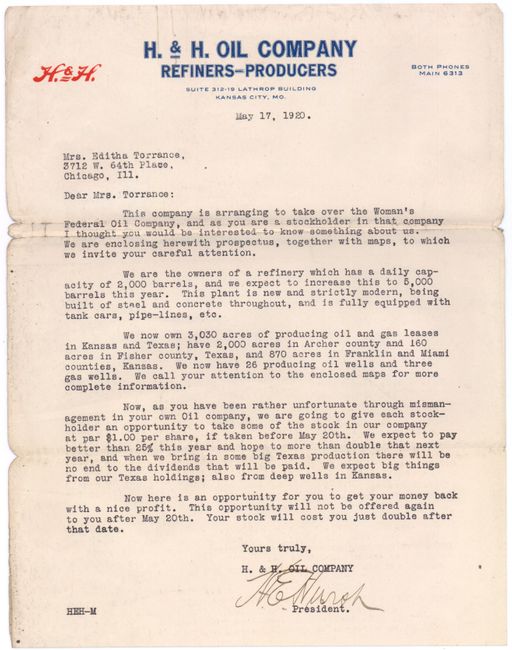 H. & H. OIL COMPANY
REFINERS—PRODUCERS
H. & H.
BOTH PHONES
MAIN 6313
SUITE 312-19 LATHROP BUILDING
KANSAS CITY, MO.
May 17, 1920.
Mrs. Editha Torrance,
3712 W. 64th Place,
Chicago, Ill.
Dear Mrs. Torrance:
This company is arranging to take over the Woman's
Federal Oil Company, and as you are a stockholder in that company
I thought you would be interested to know something about us.
We are enclosing herewith prospectus, together with maps, to which
we invite your careful attention.
We are the owners of a refinery which has a daily cap-
acity of 2,000 barrels, and we expect to increase this to 5,000
barrels this year. This plant is new and strictly modern, being
built of steel and concrete throughout, and is fully equipped with
tank cars, pipe-lines, etc.
We now own 3,030 acres of producing oil and gas leases
in Kansas and Texas; have 2,000 acres in Archer county and 160
acres in Fisher county, Texas, and 870 acres in Franklin and Miami
counties, Kansas. We now have 26 producing oil wells and three
gas wells. We call your attention to the enclosed maps for more
complete information.
Now, as you have been rather unfortunate through misman-
agement in your own Oil company, we are going to give each stock-
holder an opportunity to take some of the stock in our company
at par $1.00 per share, if taken before May 20th. We expect to pay
better than 25% this year and hope to more than double that next
year, and when we bring in some big Texas production there will be
no end to the dividends that will be paid. We expect big things
from our Texas holdings; also from deep wells in Kansas.
Now here is an opportunity for you to get your money back
with a nice profit. This opportunity will not be offered again
to you after May 20th. Your stock will cost you just double after
that date.
Yours truly,
H. & H. OIL COMPANY
President.
HEH-M